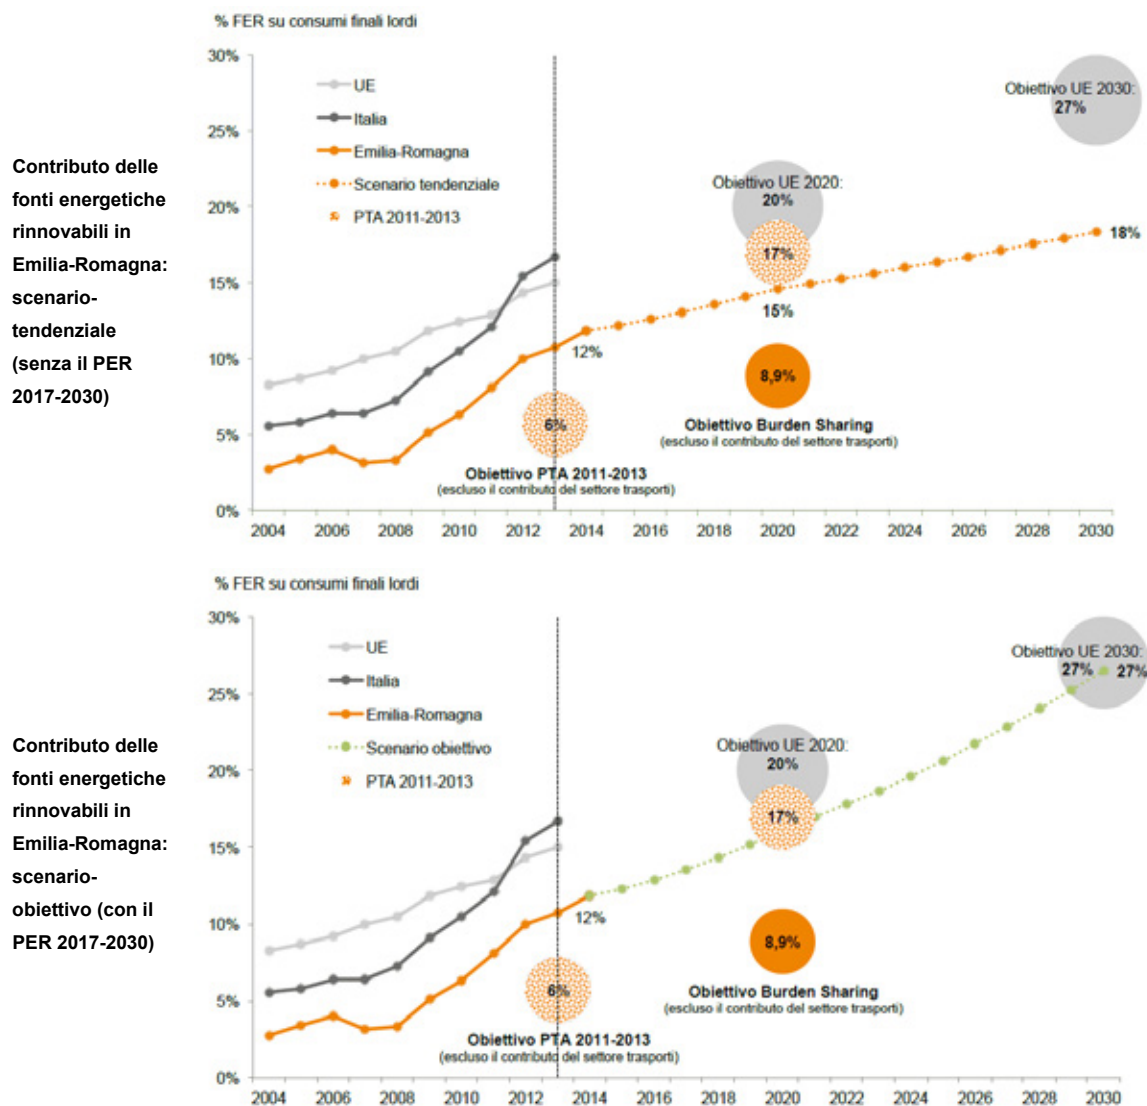 % FER su consumi finali lordi
30%
25%
20%
15%
10%
5%
0%
UE
Italia
Emilia-Romagna
Scenario tendenziale
PTA 2011-2013
Contributo delle
fonti energetiche
rinnovabili in
Emilia-Romagna:
scenario-
tendenziale
(senza il PER
2017-2030)
Obiettivo UE 2030:
27%
Obiettivo UE 2020:
20%
17%
18%
15%
12%
8,9%
Obiettivo Burden Sharing
(escluso il contributo del settore trasporti)
6%
Obiettivo PTA 2011-2013
(escluso il contributo del settore trasporti)
2004 2006 2008 2010 2012 2014 2016 2018 2020 2022 2024 2026 2028 2030
% FER su consumi finali lordi
30%
25%
20%
15%
10%
5%
0%
UE
Italia
Emilia-Romagna
Scenario obiettivo
PTA 2011-2013
Contributo delle
fonti energetiche
rinnovabili in
Emilia-Romagna:
scenario-
obiettivo (con il
PER 2017-2030)
Obiettivo UE 2030:
27% 27%
Obiettivo UE 2020:
20%
17%
12%
8,9%
Obiettivo Burden Sharing
(escluso il contributo del settore trasporti)
6%
Obiettivo PTA 2011-2013
(escluso il contributo del settore trasporti)
2004 2006 2008 2010 2012 2014 2016 2018 2020 2022 2024 2026 2028 2030